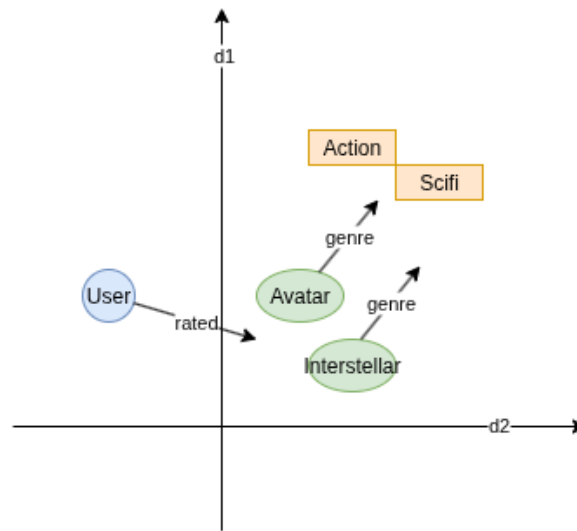 d1
Action
Scifi
genre
User
Avatar
genre
rated
Interstellar
d2